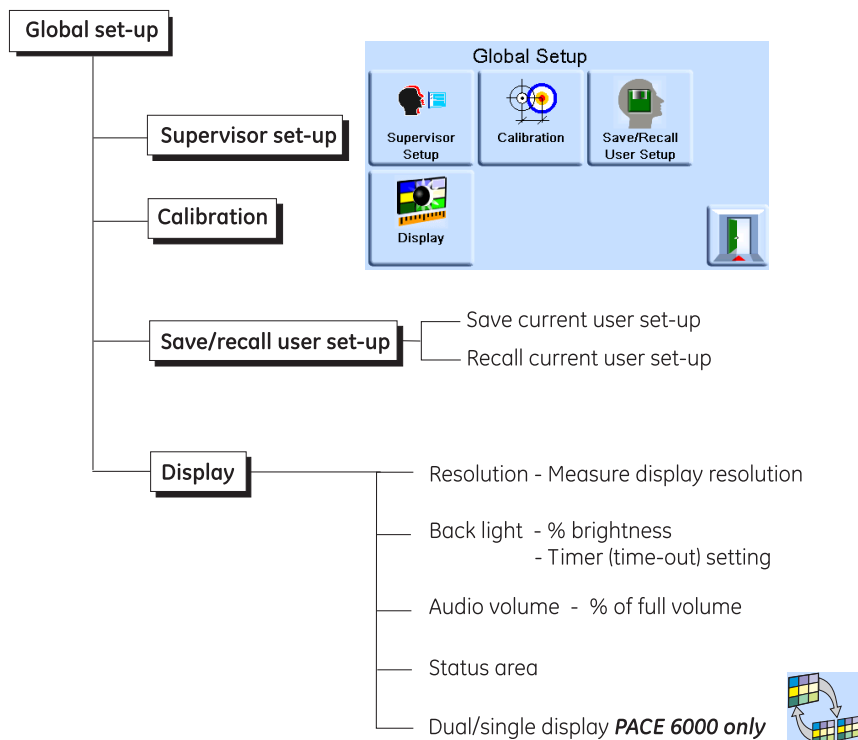 Global set-up
Global Setup
Supervisor
Setup
Calibration
Save/Recall
User Setup
Display
Supervisor set-up
Calibration
Save/recall user set-up
Save current user set-up
Recall current user set-up
Display
Resolution - Measure display resolution
Back light - % brightness
- Timer (time-out) setting
Audio volume - % of full volume
Status area
Dual/single display PACE 6000 only